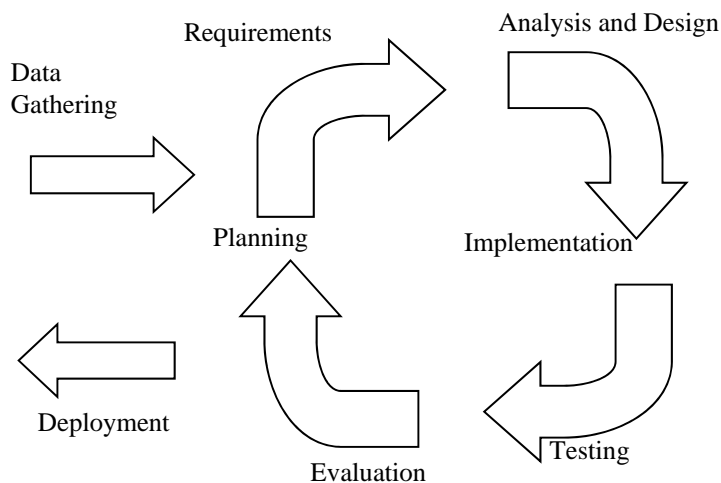 Requirements
Analysis and Design
Data
Gathering
Planning
Implementation
Deployment
Testing
Evaluation